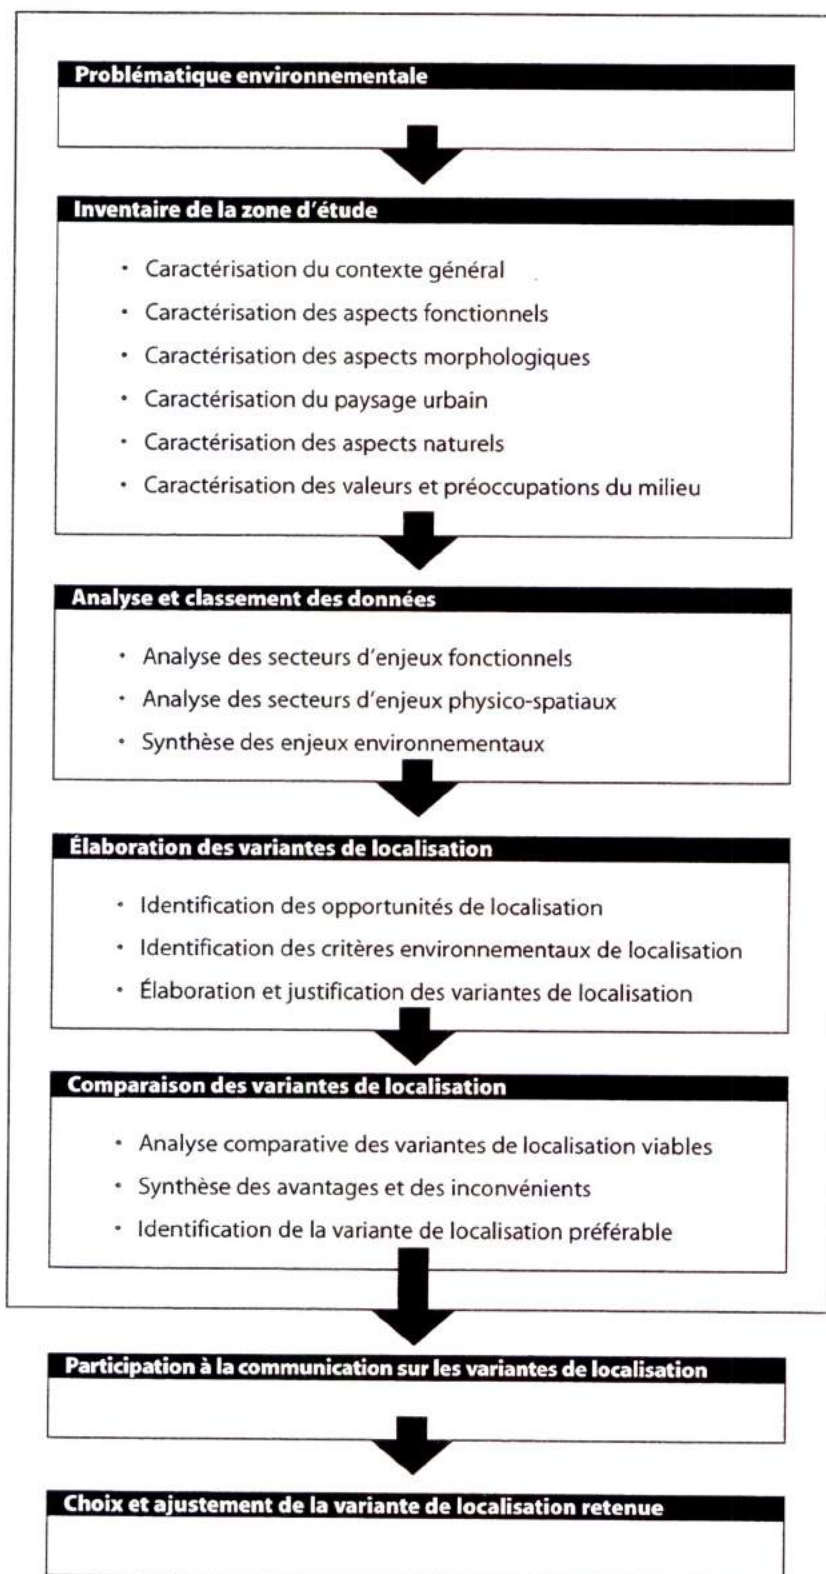 Problématique environnementale
Inventaire de la zone d'étude
• Caractérisation du contexte général
• Caractérisation des aspects fonctionnels
• Caractérisation des aspects morphologiques
• Caractérisation du paysage urbain
• Caractérisation des aspects naturels
• Caractérisation des valeurs et préoccupations du milieu
Analyse et classement des données
• Analyse des secteurs d'enjeux fonctionnels
• Analyse des secteurs d'enjeux physico-spatiaux
• Synthèse des enjeux environnementaux
Élaboration des variantes de localisation
• Identification des opportunités de localisation
• Identification des critères environnementaux de localisation
• Élaboration et justification des variantes de localisation
Comparaison des variantes de localisation
• Analyse comparative des variantes de localisation viables
• Synthèse des avantages et des inconvénients
• Identification de la variante de localisation préférable
Participation à la communication sur les variantes de localisation
Choix et ajustement de la variante de localisation retenue